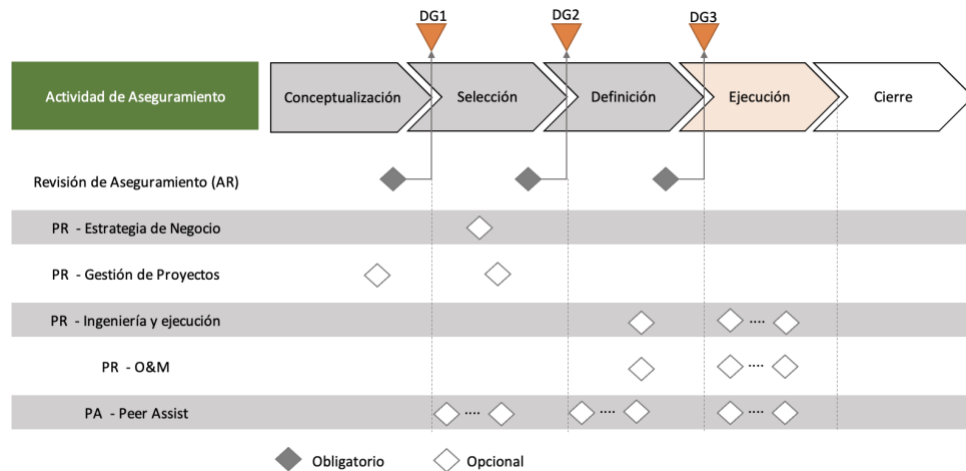 DG1
DG2
DG3
Actividad de Aseguramiento
Conceptualización
Selección
Definición
Ejecución
Cierre
Revisión de Aseguramiento (AR)
PR - Estrategia de Negocio
PR - Gestión de Proyectos
PR - Ingeniería y ejecución
PR - O&M
PA - Peer Assist
Obligatorio
Opcional